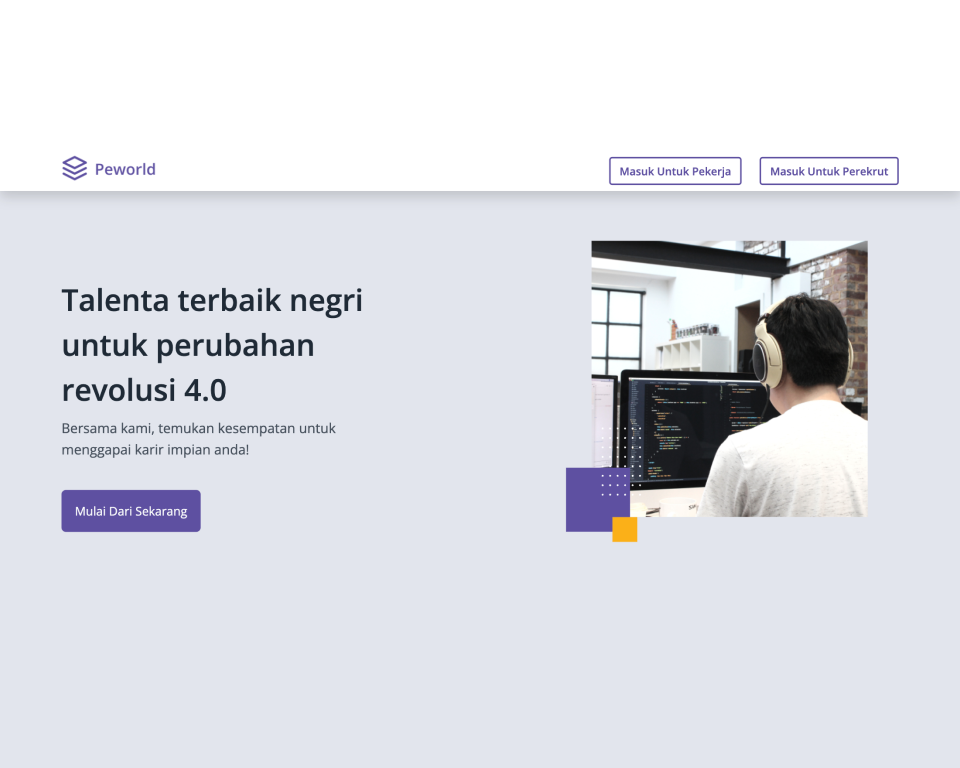 Peworld
Masuk Untuk Pekerja
Masuk Untuk Perekrut
Talenta terbaik negri
untuk perubahan
revolusi 4.0
Bersama kami, temukan kesempatan untuk
menggapai karir impian anda!
Mulai Dari Sekarang